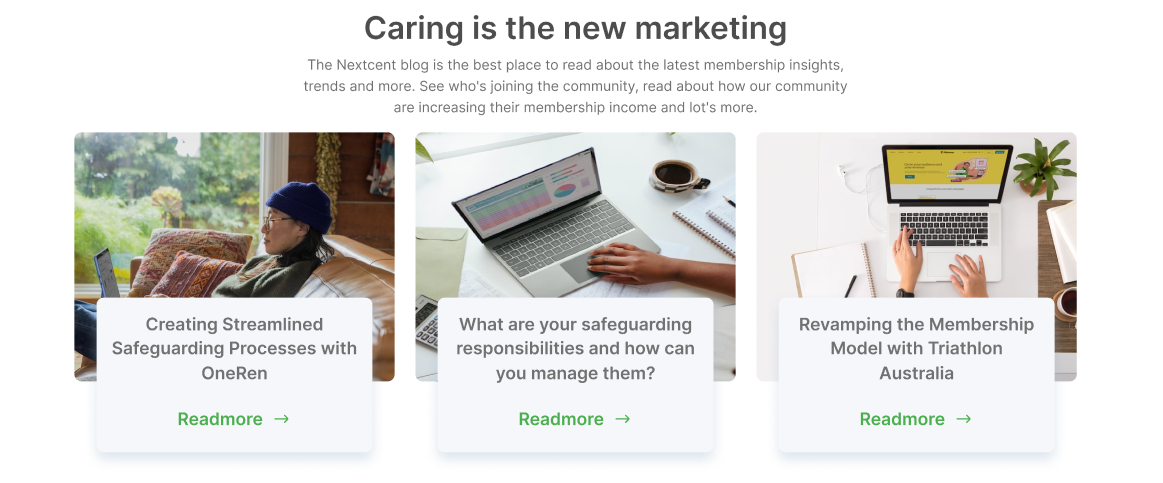 Caring is the new marketing
The Nextcent blog is the best place to read about the latest membership insights,
trends and more. See who's joining the community, read about how our community
are increasing their membership income and lot's more.
Creating Streamlined
Safeguarding Processes with
OneRen
Readmore →
What are your safeguarding
responsibilities and how can
you manage them?
Readmore →
Revamping the Membership
Model with Triathlon
Australia
Readmore →